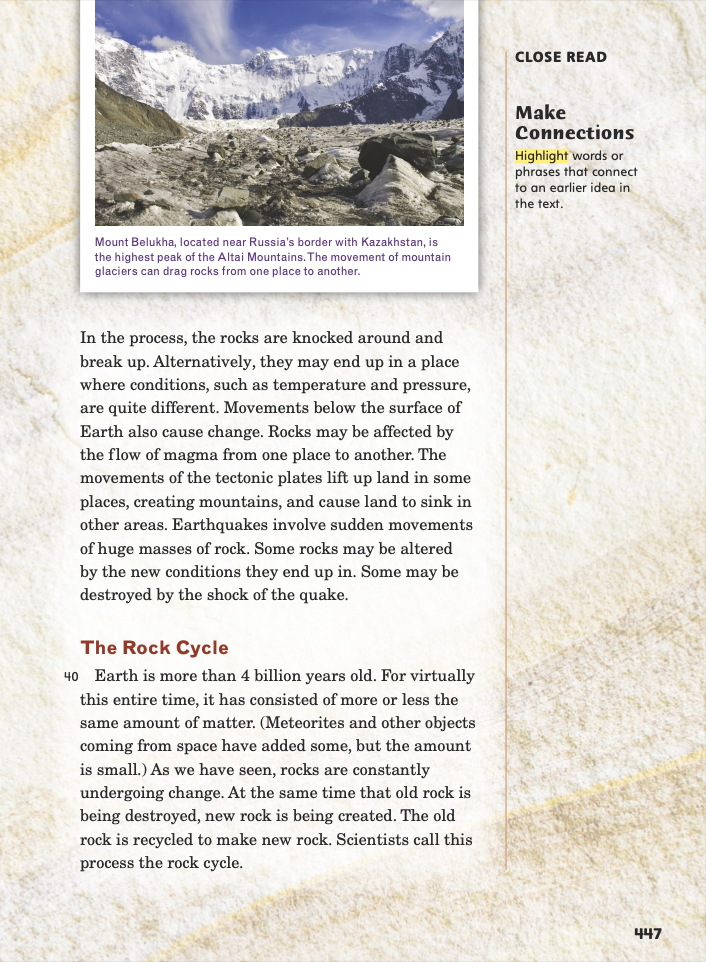 Mount Belukha, located near Russia's border with Kazakhstan, is
the highest peak of the Altai Mountains. The movement of mountain
glaciers can drag rocks from one place to another.
In the process, the rocks are knocked around and
break up. Alternatively, they may end up in a place
where conditions, such as temperature and pressure,
are quite different. Movements below the surface of
Earth also cause change. Rocks may be affected by
the flow of magma from one place to another. The
movements of the tectonic plates lift up land in some
places, creating mountains, and cause land to sink in
other areas. Earthquakes involve sudden movements
of huge masses of rock. Some rocks may be altered
by the new conditions they end up in. Some may be
destroyed by the shock of the quake.
The Rock Cycle
40 Earth is more than 4 billion years old. For virtually
this entire time, it has consisted of more or less the
same amount of matter. (Meteorites and other objects
coming from space have added some, but the amount
is small.) As we have seen, rocks are constantly
undergoing change. At the same time that old rock is
being destroyed, new rock is being created. The old
rock is recycled to make new rock. Scientists call this
process the rock cycle.
CLOSE READ
Make
Connections
Highlight words or
phrases that connect
to an earlier idea in
the text.
447